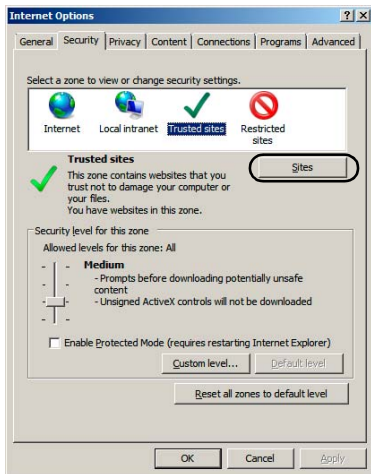 Internet Options
General Security Privacy Content Connections Programs Advanced
Select a zone to view or change security settings.
Internet Local intranet Trusted sites Restricted
sites
Trusted sites
Sites
This zone contains websites that you
trust not to damage your computer or
your files.
You have websites in this zone.
Security level for this zone
Allowed levels for this zone: All
Medium
- Prompts before downloading potentially unsafe
content
- Unsigned ActiveX controls will not be downloaded
Enable Protected Mode (requires restarting Internet Explorer)
Custom level... Default level
Reset all zones to default level
OK Cancel Apply